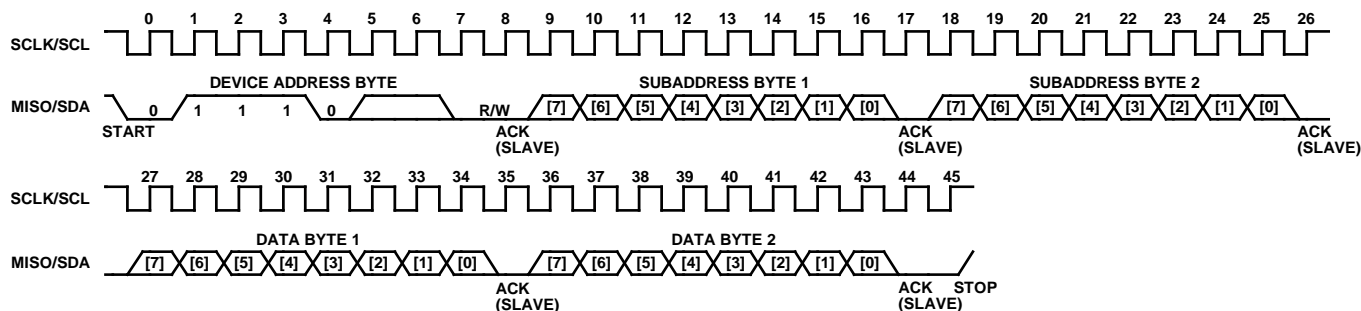 0 1 2 3 4 5 6 7 8 9 10 11 12 13 14 15 16 17 18 19 20 21 22 23 24 25 26
SCLK/SCL
DEVICE ADDRESS BYTE SUBADDRESS BYTE 1 SUBADDRESS BYTE 2
MISO/SDA 0 1 1 1 0 R/W [7] [6] [5] [4] [3] [2] [1] [0] [7] [6] [5] [4] [3] [2] [1] [0]
START ACK ACK ACK
(SLAVE) (SLAVE) (SLAVE)
27 28 29 30 31 32 33 34 35 36 37 38 39 40 41 42 43 44 45
SCLK/SCL
DATA BYTE 1 DATA BYTE 2
MISO/SDA [7] [6] [5] [4] [3] [2] [1] [0] [7] [6] [5] [4] [3] [2] [1] [0]
ACK ACK STOP
(SLAVE) (SLAVE)